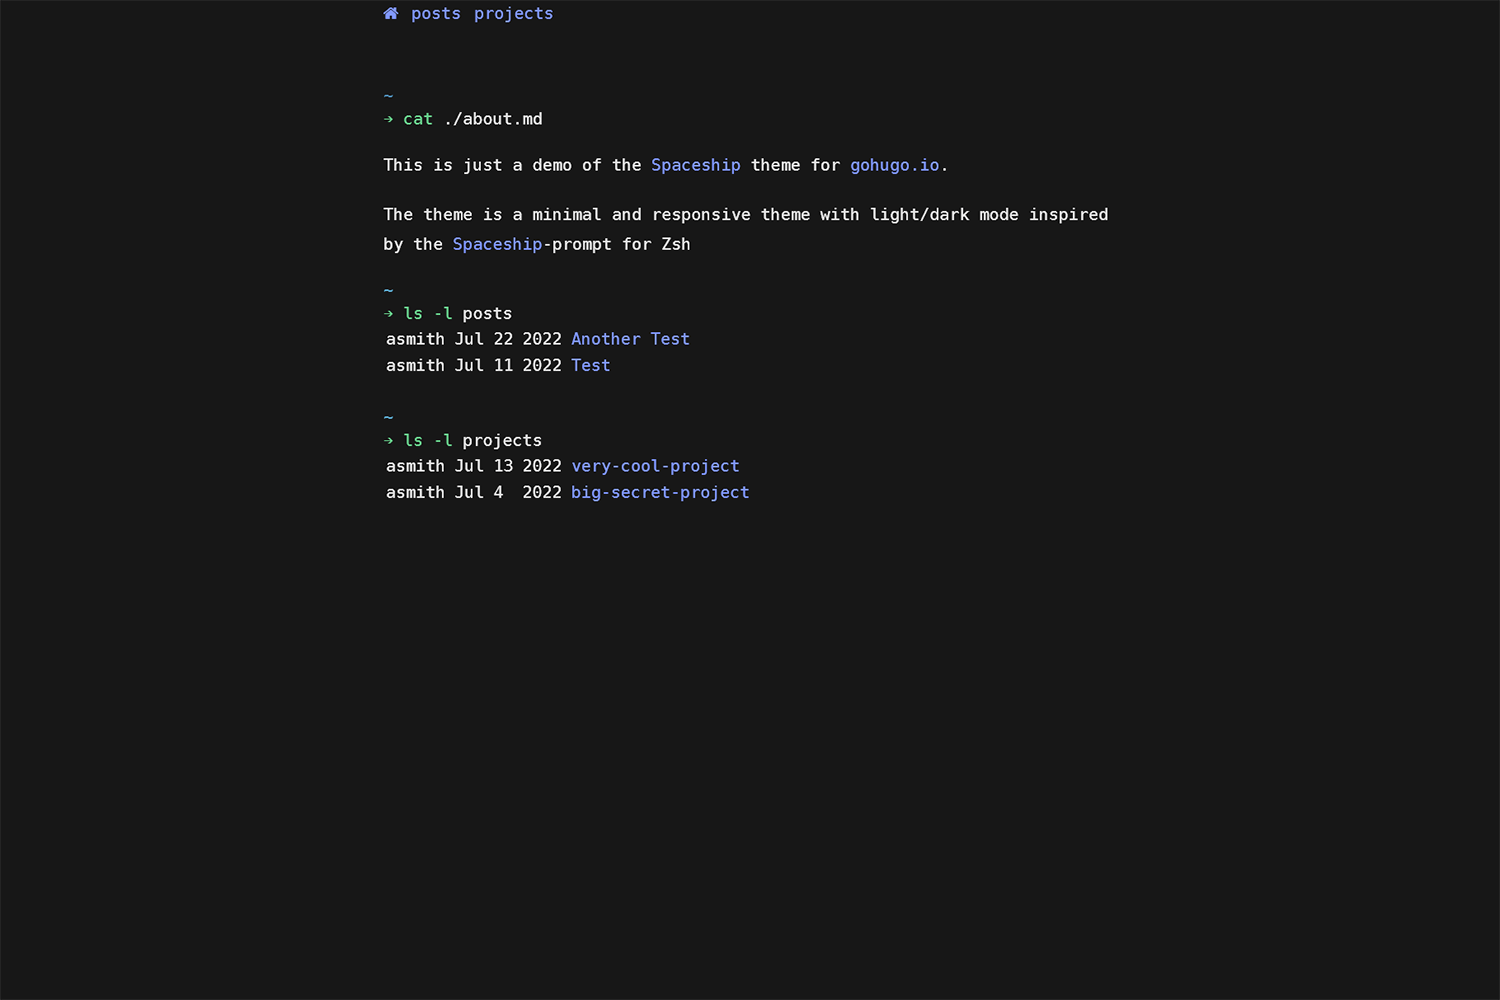 posts projects
~
➜ cat ./about.md
This is just a demo of the Spaceship theme for gohugo.io.
The theme is a minimal and responsive theme with light/dark mode inspired
by the Spaceship-prompt for Zsh
~
➜ ls -l posts
asmith Jul 22 2022 Another Test
asmith Jul 11 2022 Test
~
➜ ls -l projects
asmith Jul 13 2022 very-cool-project
asmith Jul 4  2022 big-secret-project